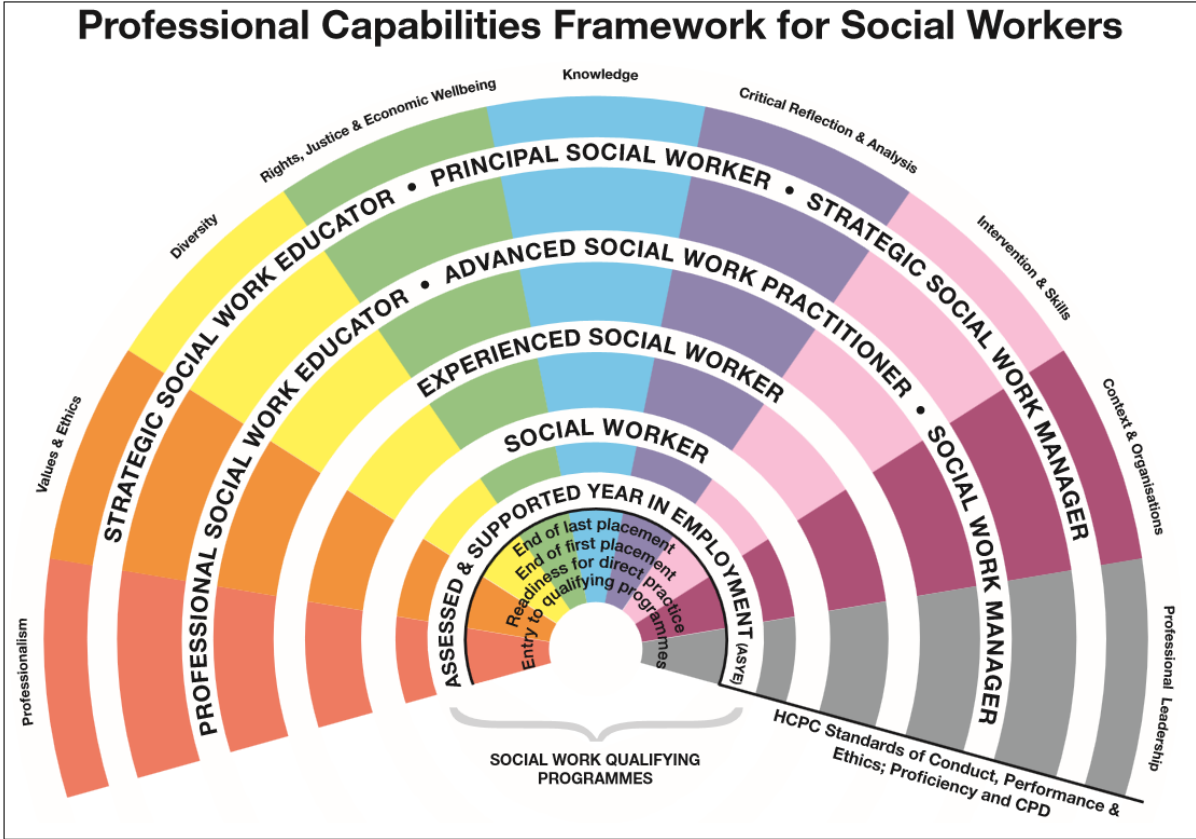 Professional Capabilities Framework for Social Workers
Professionalism
Values & Ethics
Diversity
Rights, Justice & Economic Wellbeing
Knowledge
Critical Reflection & Analysis
Intervention & Skills
Context & Organisations
Professional Leadership
STRATEGIC SOCIAL WORK EDUCATOR • PRINCIPAL SOCIAL WORKER • STRATEGIC SOCIAL WORK MANAGER
PROFESSIONAL SOCIAL WORK EDUCATOR • ADVANCED SOCIAL WORK PRACTITIONER • SOCIAL WORK MANAGER
EXPERIENCED SOCIAL WORKER
SOCIAL WORKER
ASSESSED & SUPPORTED YEAR IN EMPLOYMENT (ASYE)
End of last placement
End of first placement
Readiness for direct practice
Entry to qualifying programmes
SOCIAL WORK QUALIFYING
PROGRAMMES
HCPC Standards of Conduct, Performance &
Ethics; Proficiency and CPD